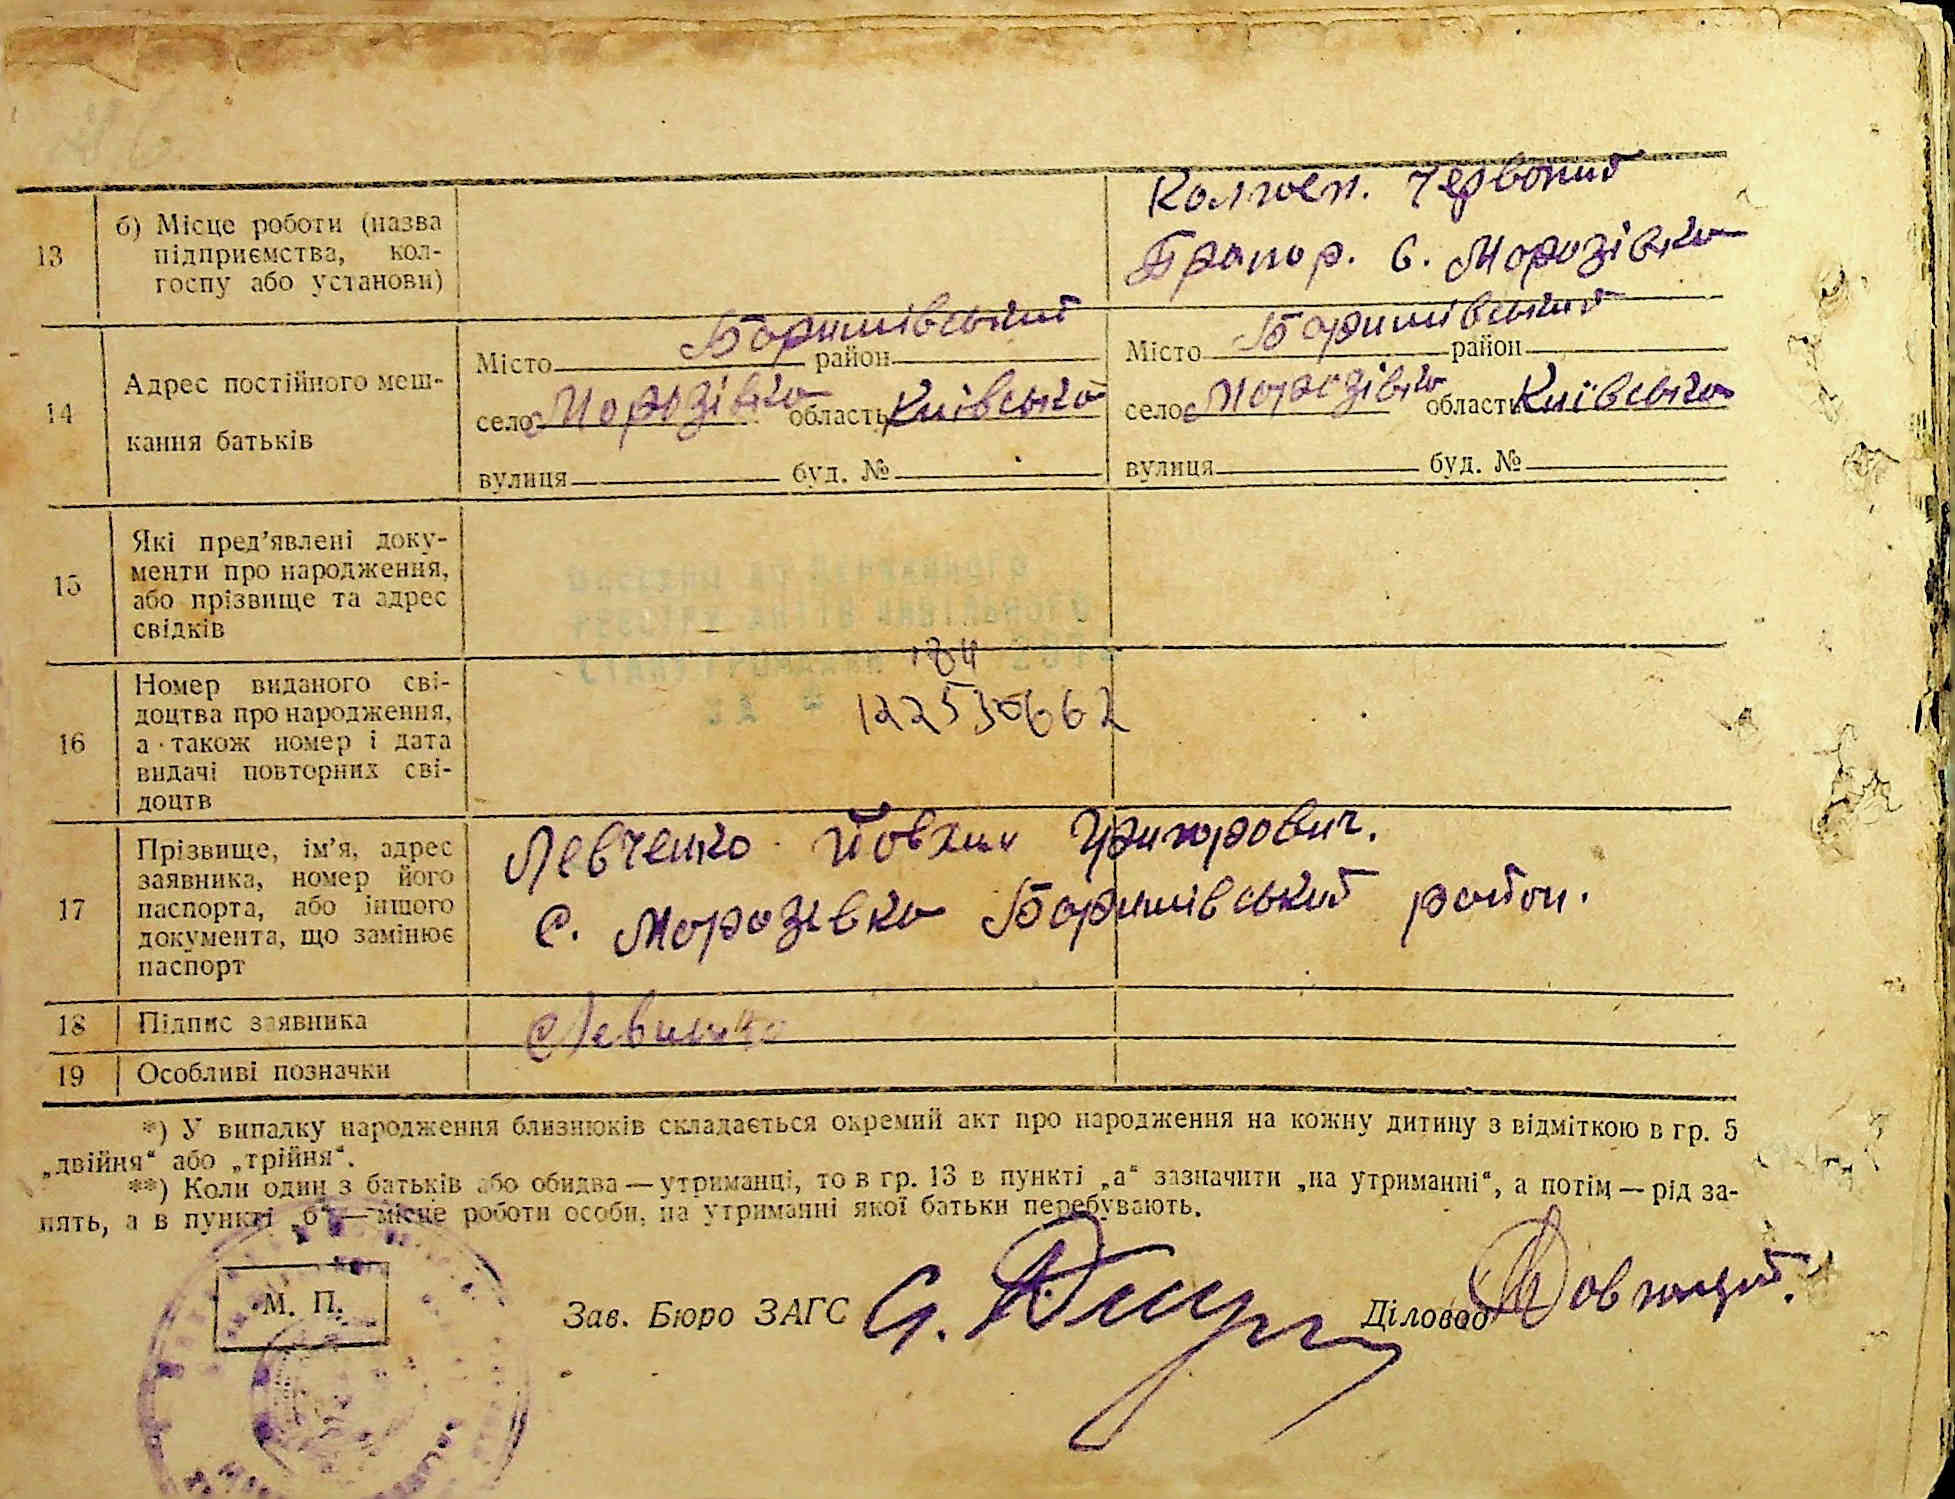 13 б) Місце роботи (назва підприємства, кол-
госпу або установи)
Колгосп. Червоний
Прапор. с. Морозівка
14 Адрес постійного меш-
кання батьків
Місто Баришівський район
село Морозівка область Київська
вулиця буд. №
Місто Баришівський район
село Морозівка область Київська
вулиця буд. №
15 Які пред’явлені доку-
менти про народження,
або прізвище та адрес
свідків
16 Номер виданого сві-
доцтва про народження,
а також номер і дата
видачі повторних сві-
доцтв
17 Прізвище, ім’я, адрес
заявника, номер його
паспорта, або іншого
документа, що замінює
паспорт
Левченко Йовхим Григорович.
с. Морозівка Баришівський район.
18 Підпис заявника
Левченко
19 Особливі позначки
*) У випадку народження близнюків складається окремий акт про народження на кожну дитину з відміткою в гр. 5
„двійня“ або „трійня“.
**) Коли один з батьків або обидва — утриманці, то в гр. 13 в пункті „а“ зазначити „на утриманні“, а потім — рід за-
нять, а в пункті „б“ — місце роботи особи, на утриманні якої батьки перебувають.
М. П.
Зав. Бюро ЗАГС
Діловод